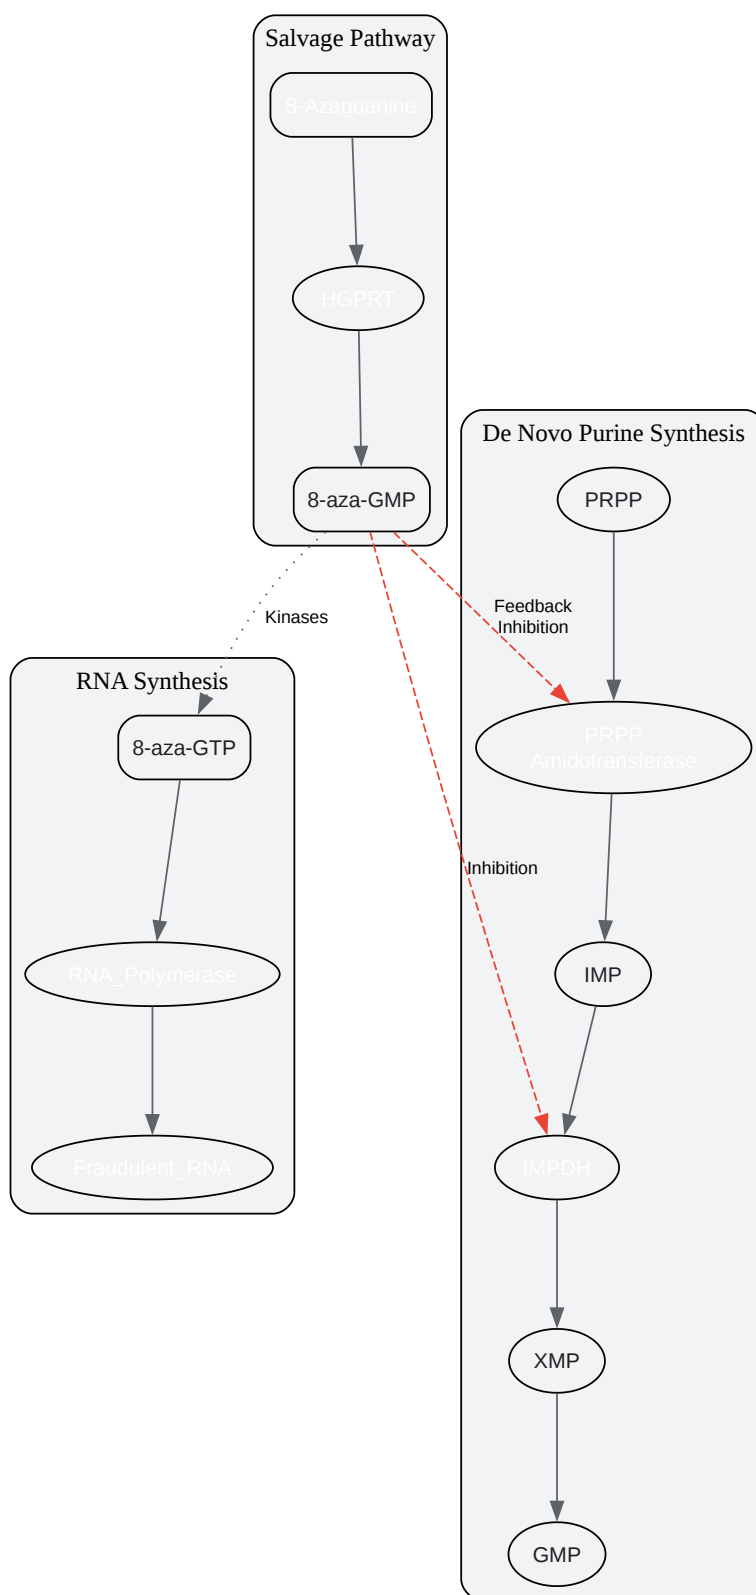 Salvage Pathway
8-Azaguanine
HGPRT
8-aza-GMP
De Novo Purine Synthesis
PRPP
Feedback
Inhibition
Kinases
RNA Synthesis
8-aza-GTP
PRPP
Amidotransferase
Inhibition
RNA_Polymerase
IMP
Fraudulent_RNA
IMPDH
XMP
GMP